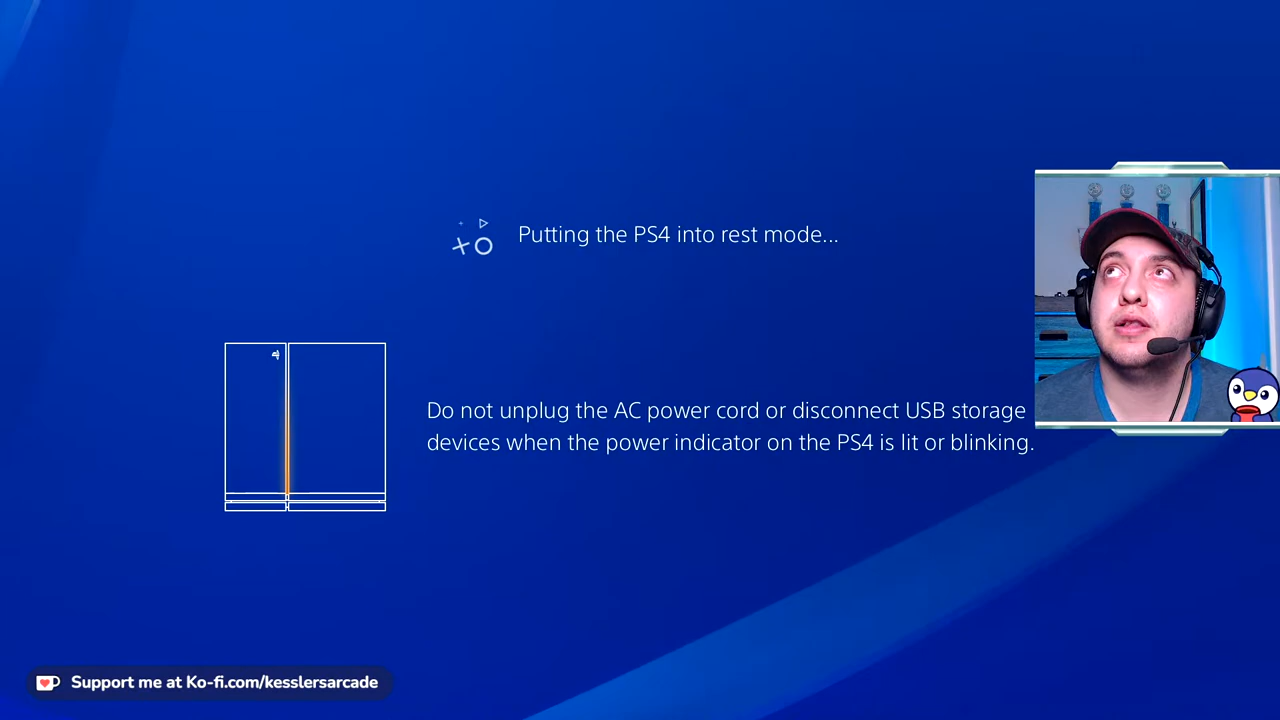 Putting the PS4 into rest mode...
Do not unplug the AC power cord or disconnect USB storage
devices when the power indicator on the PS4 is lit or blinking.
Support me at Ko-fi.com/kesslersarcade